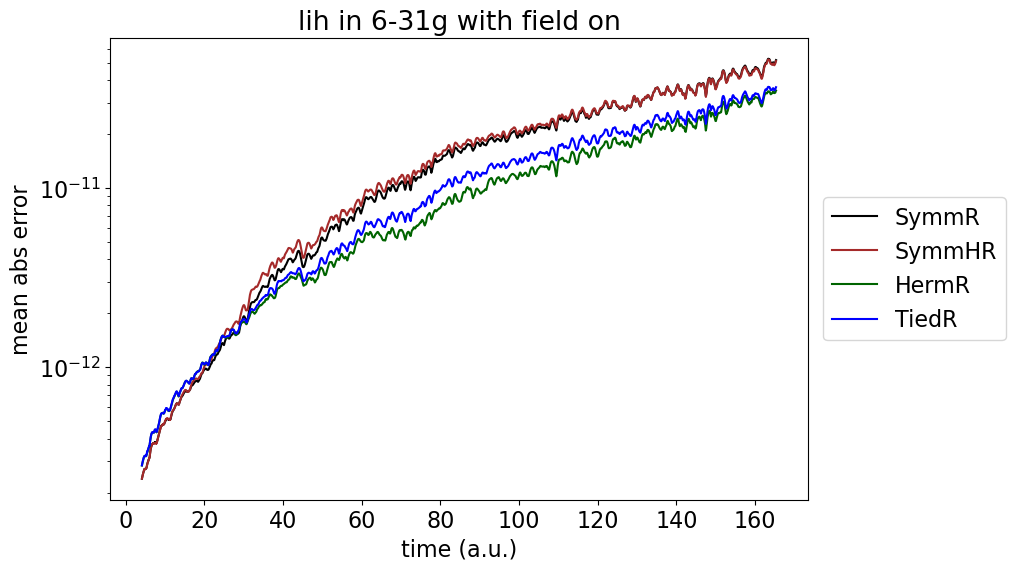 lih in 6-31g with field on
mean abs error
10⁻¹¹
10⁻¹²
0 20 40 60 80 100 120 140 160
time (a.u.)
SymmR
SymmHR
HermR
TiedR